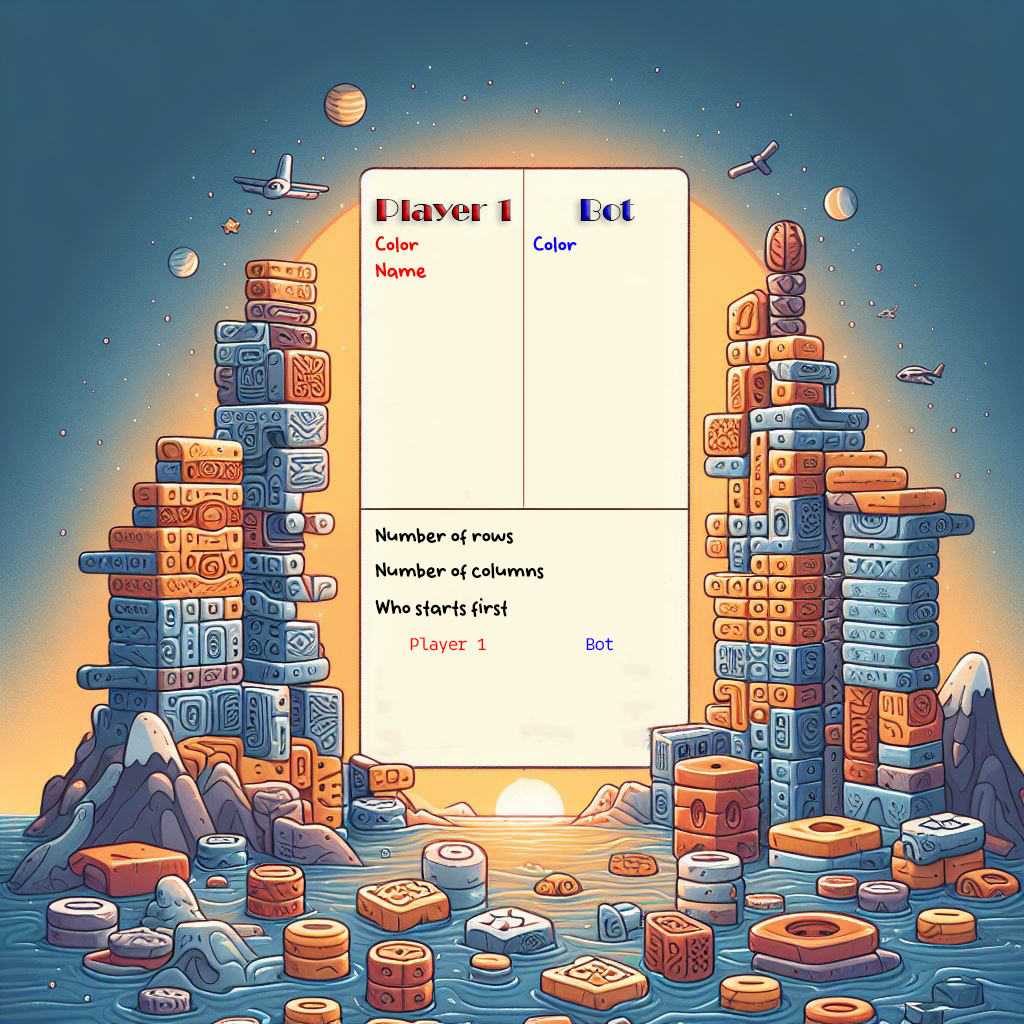 Player 1
Color
Name
Bot
Color
Number of rows
Number of columns
Who starts first
Player 1 Bot